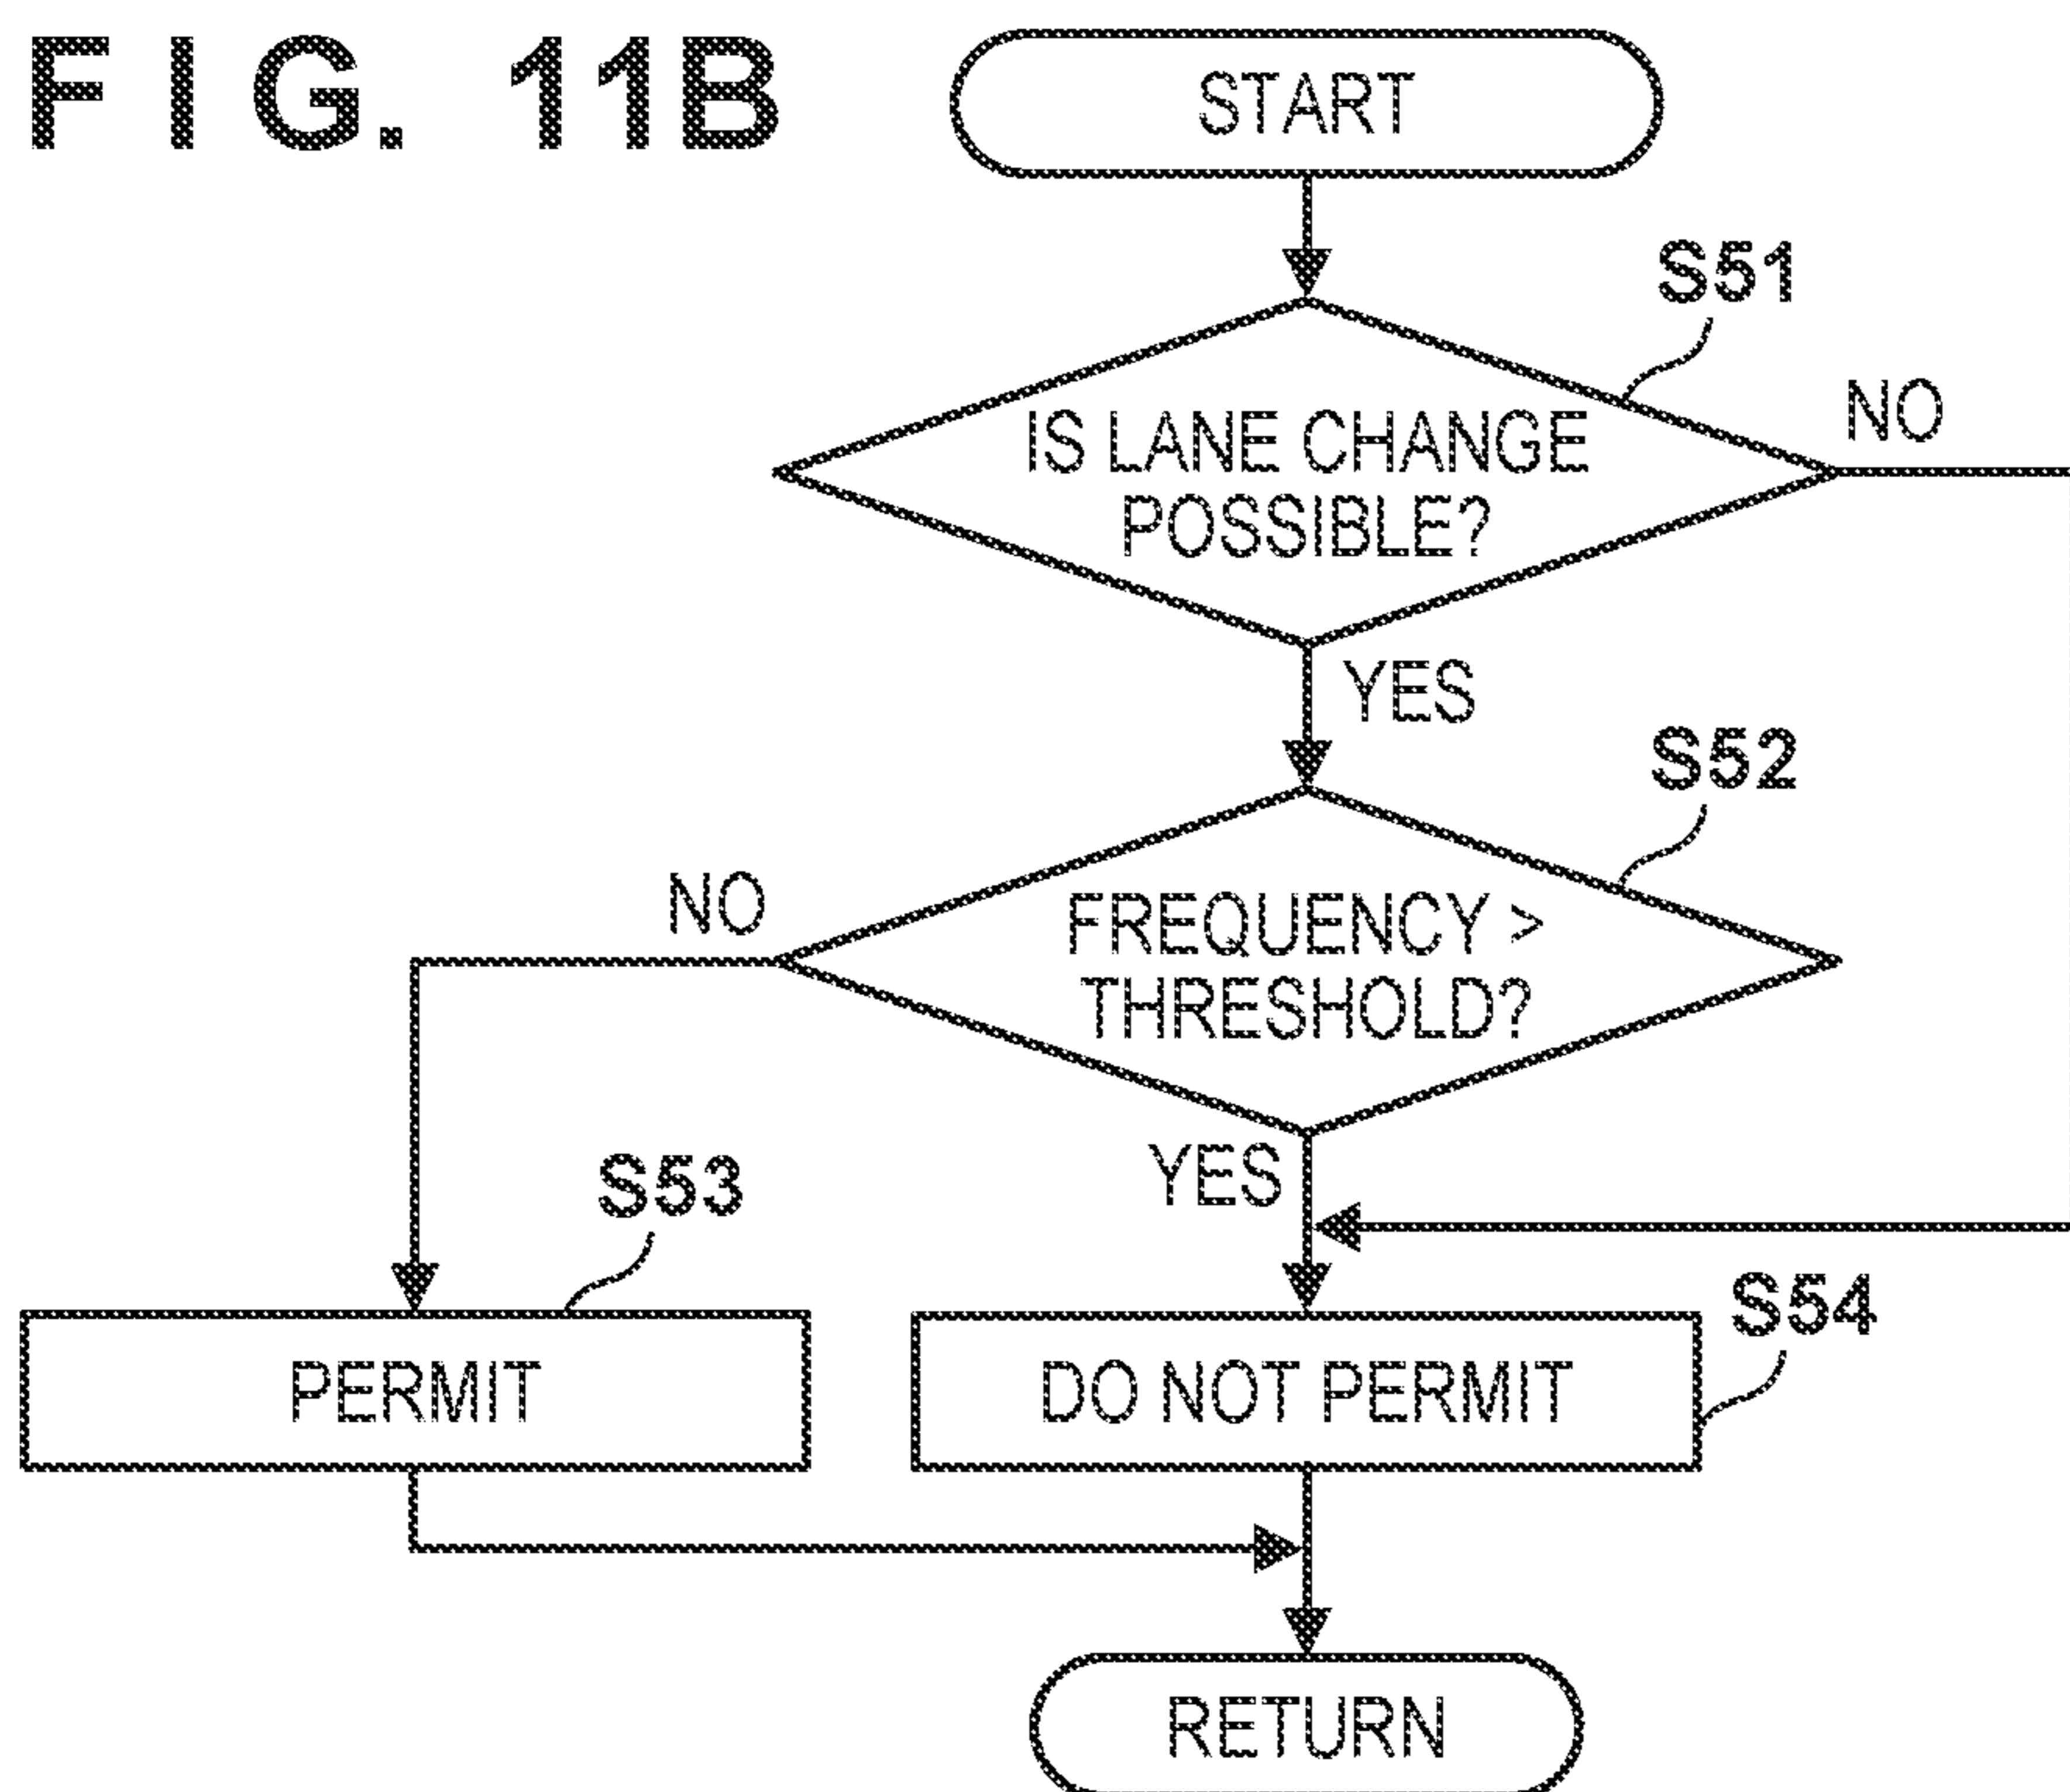 FIG. 11B
START
S51
IS LANE CHANGE
POSSIBLE?
NO
YES
S52
FREQUENCY >
THRESHOLD?
NO
YES
S53
PERMIT
S54
DO NOT PERMIT
RETURN